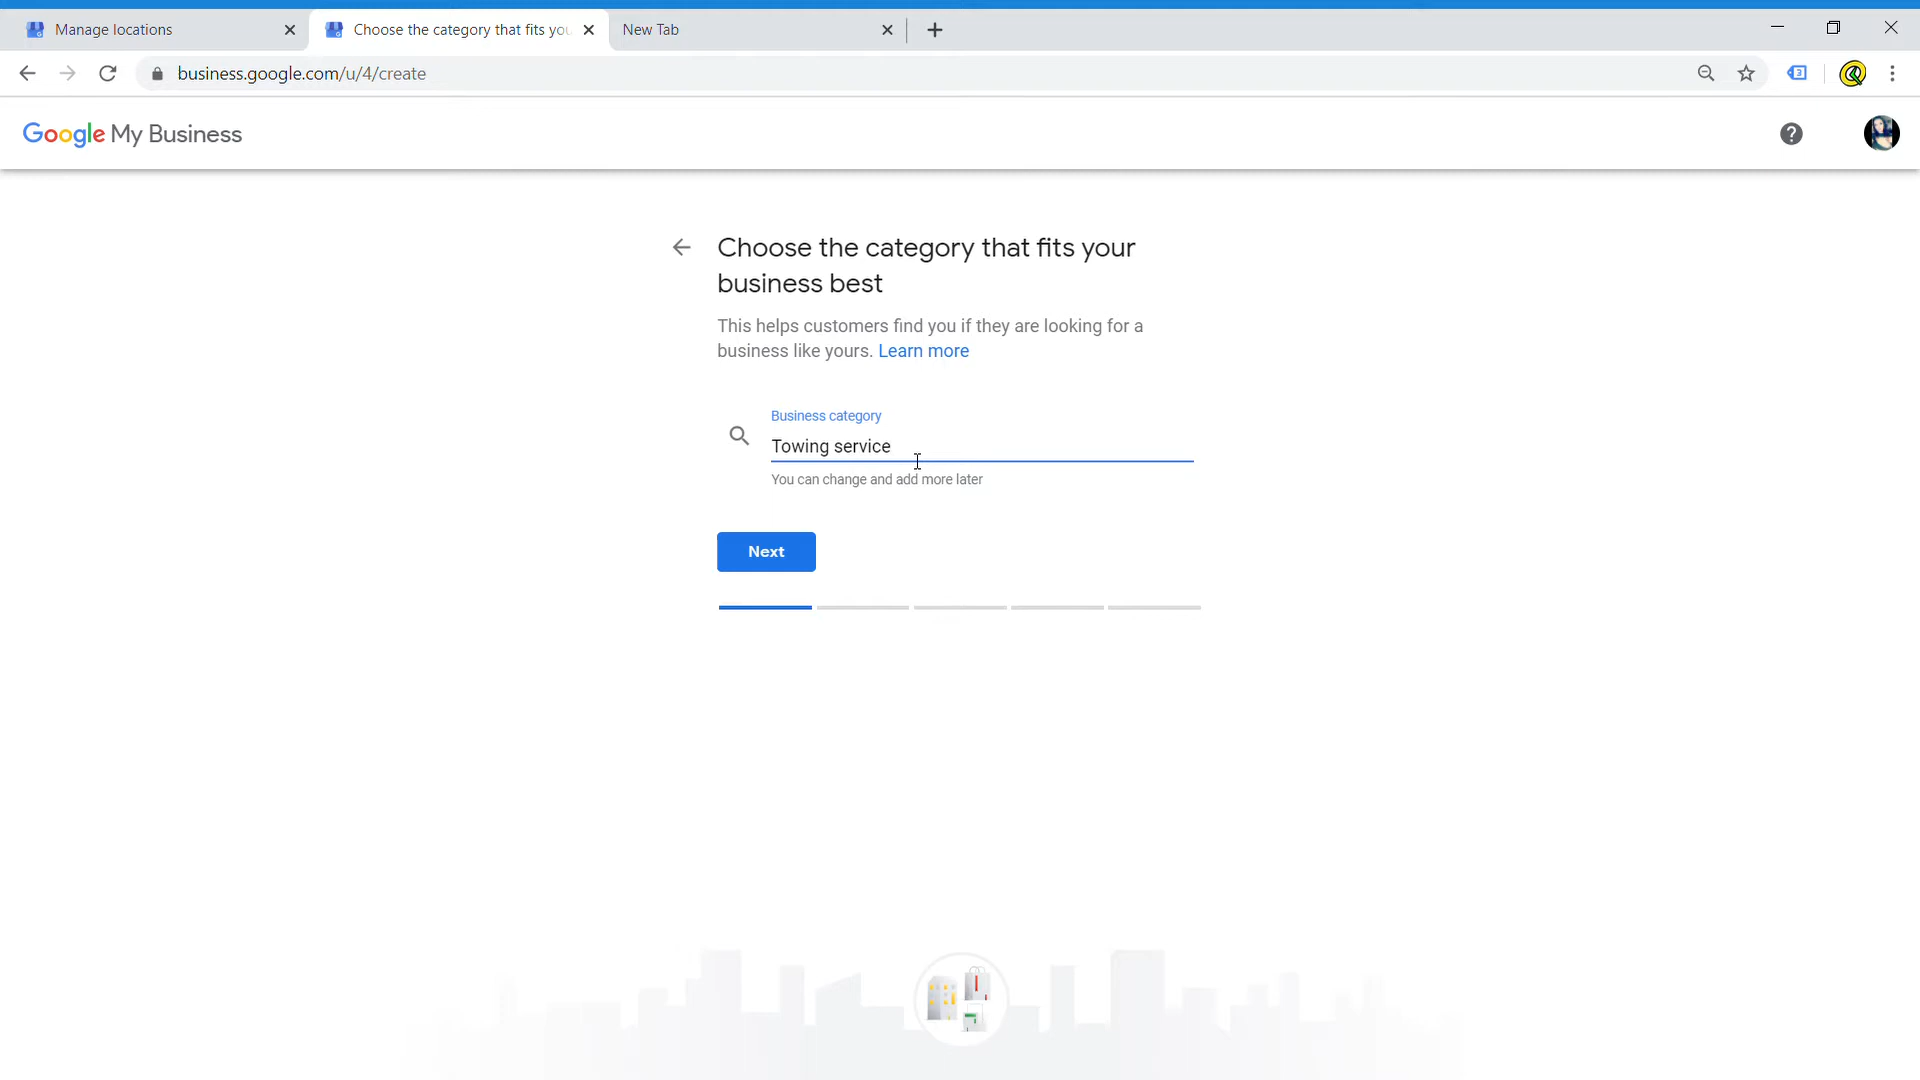 Manage locations
Choose the category that fits you
New Tab
business.google.com/u/4/create
3
Google My Business
?
Choose the category that fits your
business best
This helps customers find you if they are looking for a
business like yours. Learn more
Business category
Towing service
You can change and add more later
Next